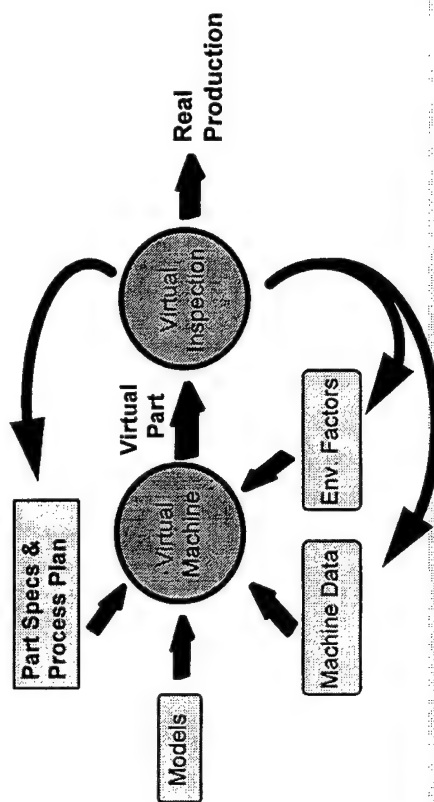 Part Specs &
Process Plan
Models
Virtual
Machine
Machine Data
Env. Factors
Virtual
Part
Virtual
Inspection
Real
Production